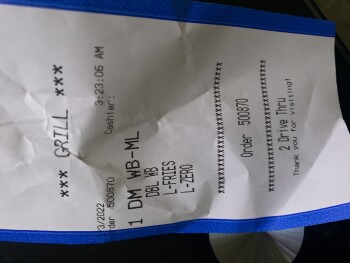 *** GRILL ***
3/2022 3:23:06 AM
der 500870 Cashier:
1 DM WB-ML
DBL WB
L-FRIES
L-ZERO
Order 500870
2 Drive Thru
Thank you for visiting!